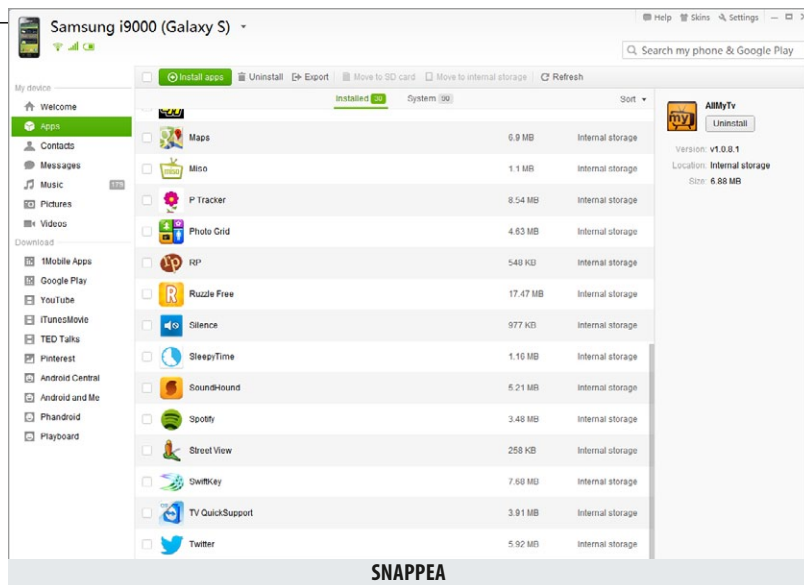 Samsung i9000 (Galaxy S)
Help Skins Settings
Search my phone & Google Play
Install apps Uninstall Export Move to SD card Move to internal storage Refresh
My device
Welcome
Apps
Contacts
Messages
Music 175
Pictures
Videos
Download
1Mobile Apps
Google Play
YouTube
iTunesMovie
TED Talks
Pinterest
Android Central
Android and Me
Phandroid
Playboard
Installed System Sort
Maps 6.9 MB Internal storage
miso
Miso 1.1 MB Internal storage
P Tracker 8.54 MB Internal storage
Photo Grid 4.63 MB Internal storage
RP 540 KB Internal storage
Ruzzle Free 17.47 MB Internal storage
Silence 977 KB Internal storage
SleepyTime 1.16 MB Internal storage
SoundHound 5.21 MB Internal storage
Spotify 3.48 MB Internal storage
Street View 258 KB Internal storage
SwiftKey 7.68 MB Internal storage
TV QuickSupport 3.91 MB Internal storage
Twitter 5.92 MB Internal storage
my
AllMyTv
Uninstall
Version: v1.0.8.1
Location: Internal storage
Size: 6.88 MB
SNAPPEA